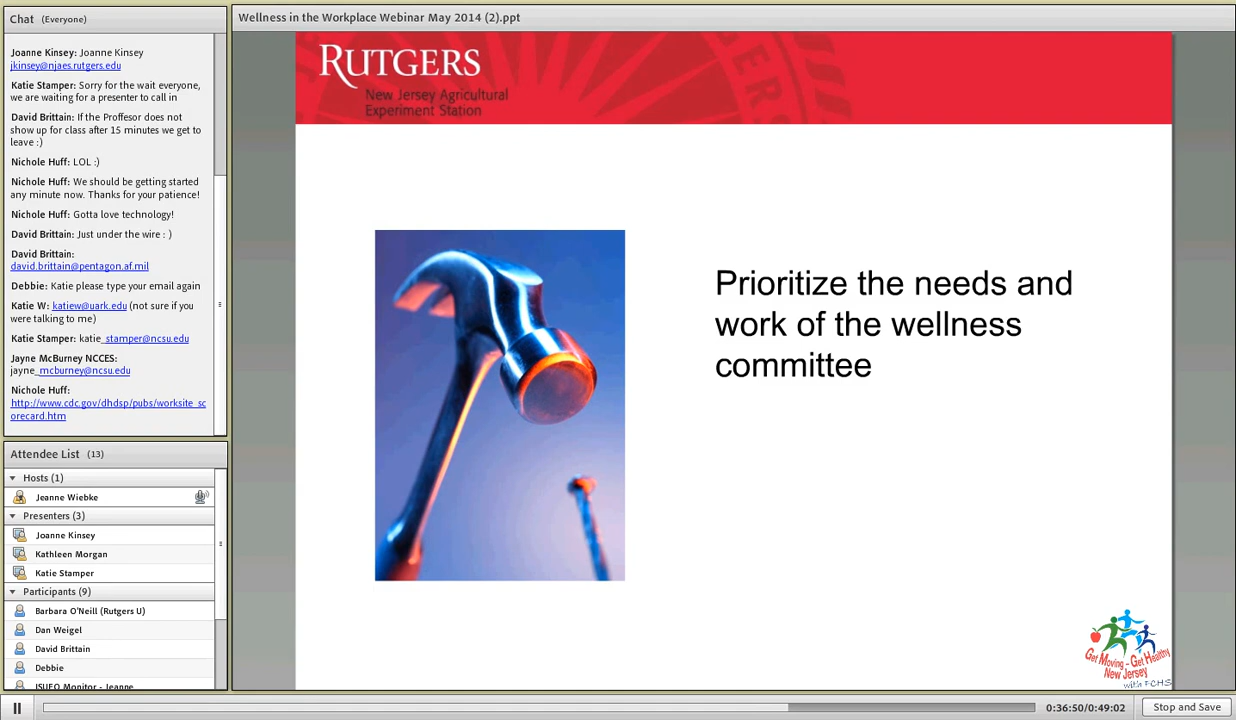 Chat (Everyone)
Joanne Kinsey: Joanne Kinsey
jkinsey@njaes.rutgers.edu
Katie Stamper: Sorry for the wait everyone,
we are waiting for a presenter to call in
David Brittain: If the Proffesor does not
show up for class after 15 minutes we get to
leave :)
Nichole Huff: LOL :)
Nichole Huff: We should be getting started
any minute now. Thanks for your patience!
Nichole Huff: Gotta love technology!
David Brittain: Just under the wire : )
David Brittain:
david.brittain@pentagon.af.mil
Debbie: Katie please type your email again
Katie W: katiew@uark.edu (not sure if you
were talking to me)
Katie Stamper: katie_stamper@ncsu.edu
Jayne McBurney NCCES:
jayne_mcburney@ncsu.edu
Nichole Huff:
http://www.cdc.gov/dhdsp/pubs/worksite_sc
orecard.htm
Attendee List (13)
Hosts (1)
Jeanne Wiebke
Presenters (3)
Joanne Kinsey
Kathleen Morgan
Katie Stamper
Participants (9)
Barbara O'Neill (Rutgers U)
Dan Weigel
David Brittain
Debbie
ISUEO Monitor - Jeanne
Wellness in the Workplace Webinar May 2014 (2).ppt
RUTGERS
New Jersey Agricultural
Experiment Station
Prioritize the needs and
work of the wellness
committee
Get Moving - Get Healthy
New Jersey
with FCHS
0:36:50/0:49:02
Stop and Save